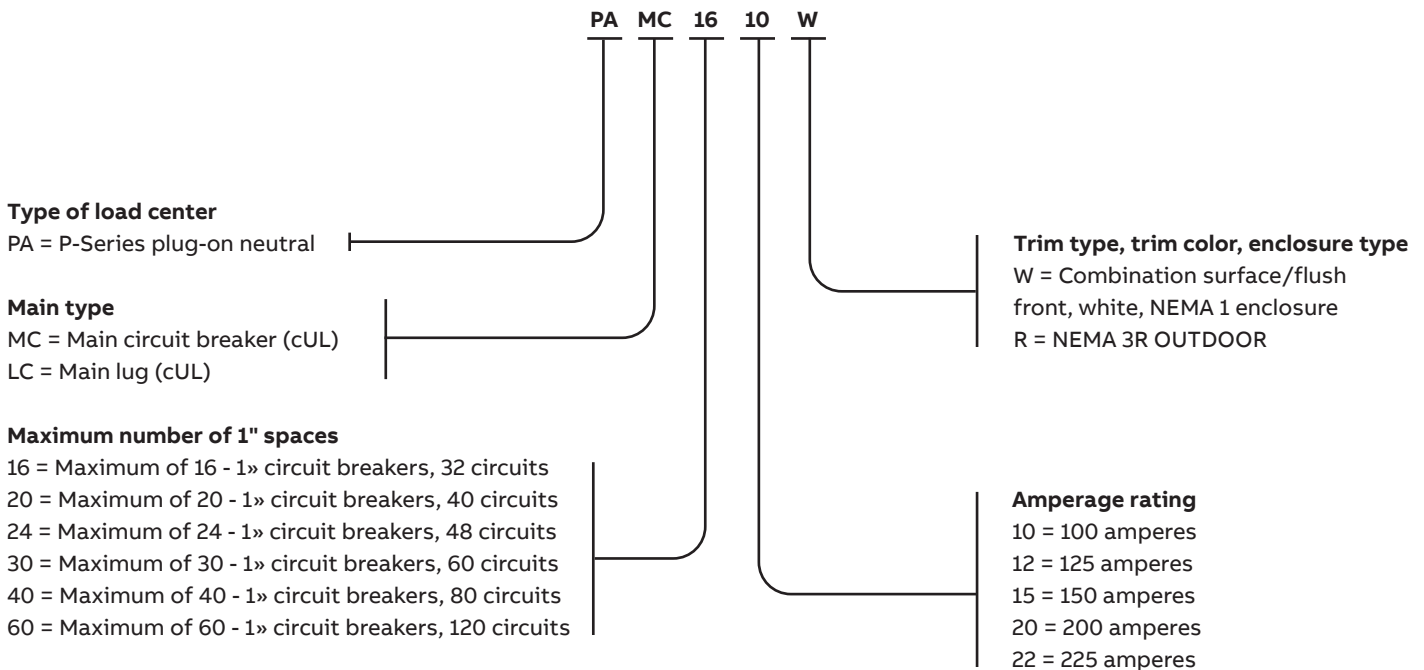 PA MC 16 10 W
Type of load center
PA = P-Series plug-on neutral
Main type
MC = Main circuit breaker (cUL)
LC = Main lug (cUL)
Maximum number of 1" spaces
16 = Maximum of 16 - 1» circuit breakers, 32 circuits
20 = Maximum of 20 - 1» circuit breakers, 40 circuits
24 = Maximum of 24 - 1» circuit breakers, 48 circuits
30 = Maximum of 30 - 1» circuit breakers, 60 circuits
40 = Maximum of 40 - 1» circuit breakers, 80 circuits
60 = Maximum of 60 - 1» circuit breakers, 120 circuits
Trim type, trim color, enclosure type
W = Combination surface/flush
front, white, NEMA 1 enclosure
R = NEMA 3R OUTDOOR
Amperage rating
10 = 100 amperes
12 = 125 amperes
15 = 150 amperes
20 = 200 amperes
22 = 225 amperes